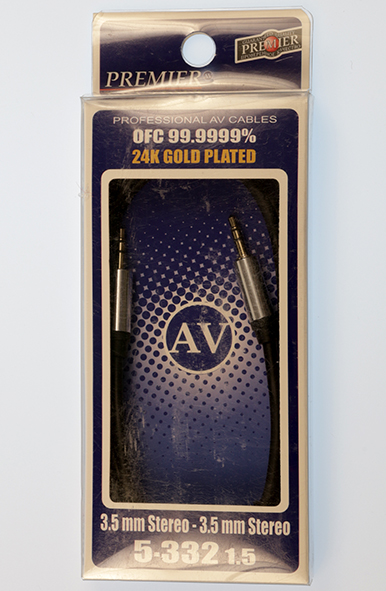 PREMIER
PREMIER
PROFESSIONAL AV CABLES
OFC 99.9999%
24K GOLD PLATED
AV
3.5 mm Stereo - 3.5 mm Stereo
5-332 1.5